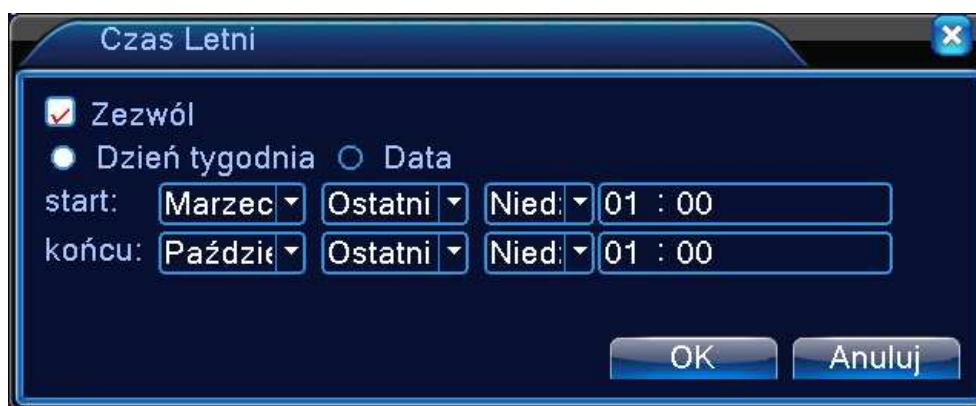 Czas Letni
Zezwól
Dzień tygodnia Data
start: Marzec Ostatni Nied 01 : 00
końcu: Paździe Ostatni Nied 01 : 00
OK Anuluj